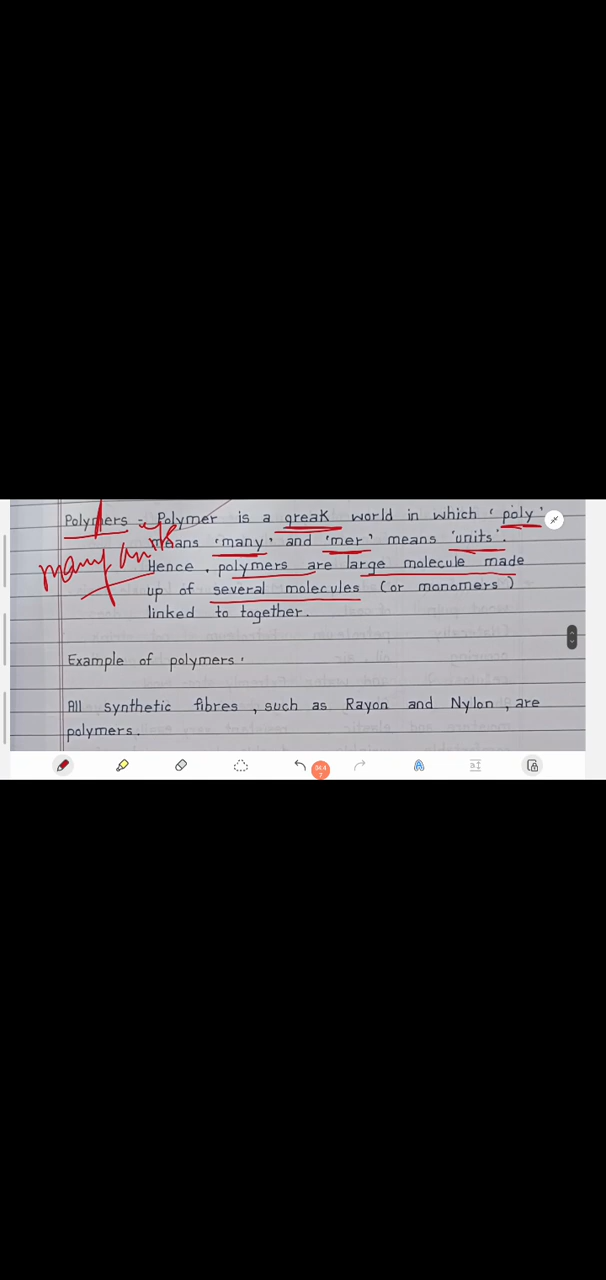 Polymers :- Polymer is a greak world in which ' poly '
means 'many' and 'mer' means 'units'.
many units
Hence , polymers are large molecule made
up of several molecules (or monomers)
linked to together.
Example of polymers.
All synthetic fibres , such as Rayon and Nylon , are
polymers.